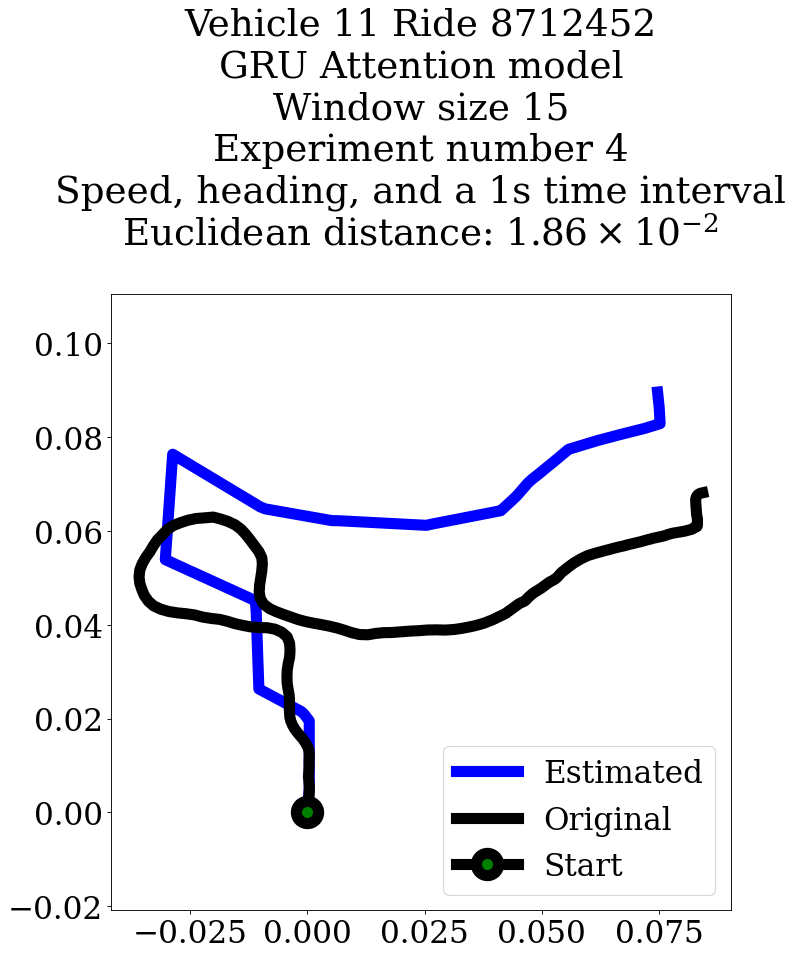 Vehicle 11 Ride 8712452
GRU Attention model
Window size 15
Experiment number 4
Speed, heading, and a 1s time interval
Euclidean distance: 1.86 × 10⁻²
0.10
0.08
0.06
0.04
0.02
0.00
−0.02
Estimated
Original
Start
−0.025 0.000 0.025 0.050 0.075